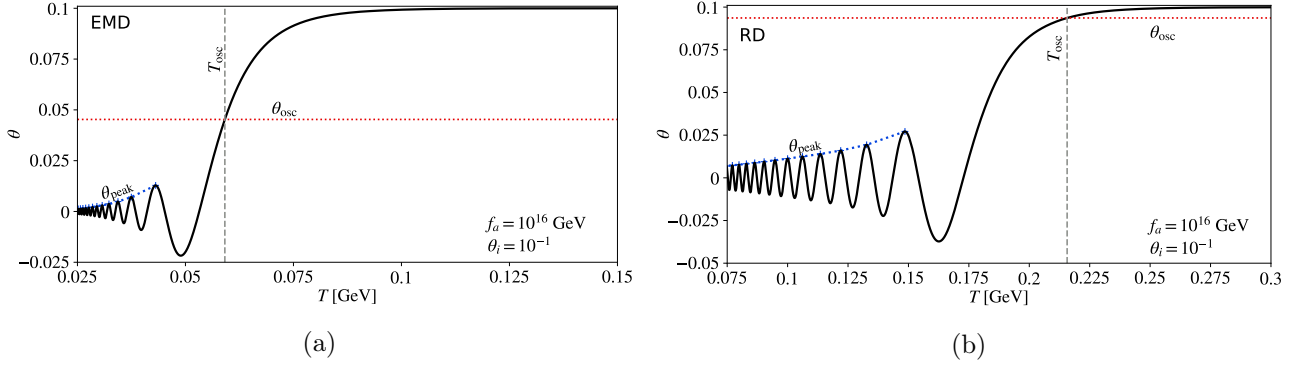 0.1
0.075
0.05
0.025
0
−0.025
θ
EMD
T_osc
θ_osc
θ_peak
f_a = 10^16 GeV
θ_i = 10^-1
0.025 0.05 0.075 0.1 0.125 0.15
T [GeV]
(a)
0.1
0.075
0.05
0.025
0
−0.025
−0.05
θ
RD
T_osc
θ_osc
θ_peak
f_a = 10^16 GeV
θ_i = 10^-1
0.075 0.1 0.125 0.15 0.175 0.2 0.225 0.25 0.275 0.3
T [GeV]
(b)